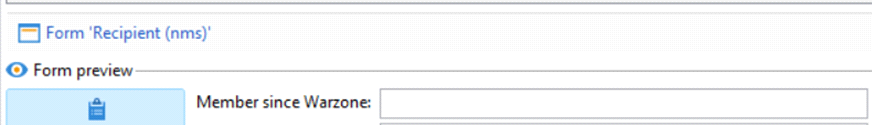 Form 'Recipient (nms)'
Form preview
Member since Warzone: